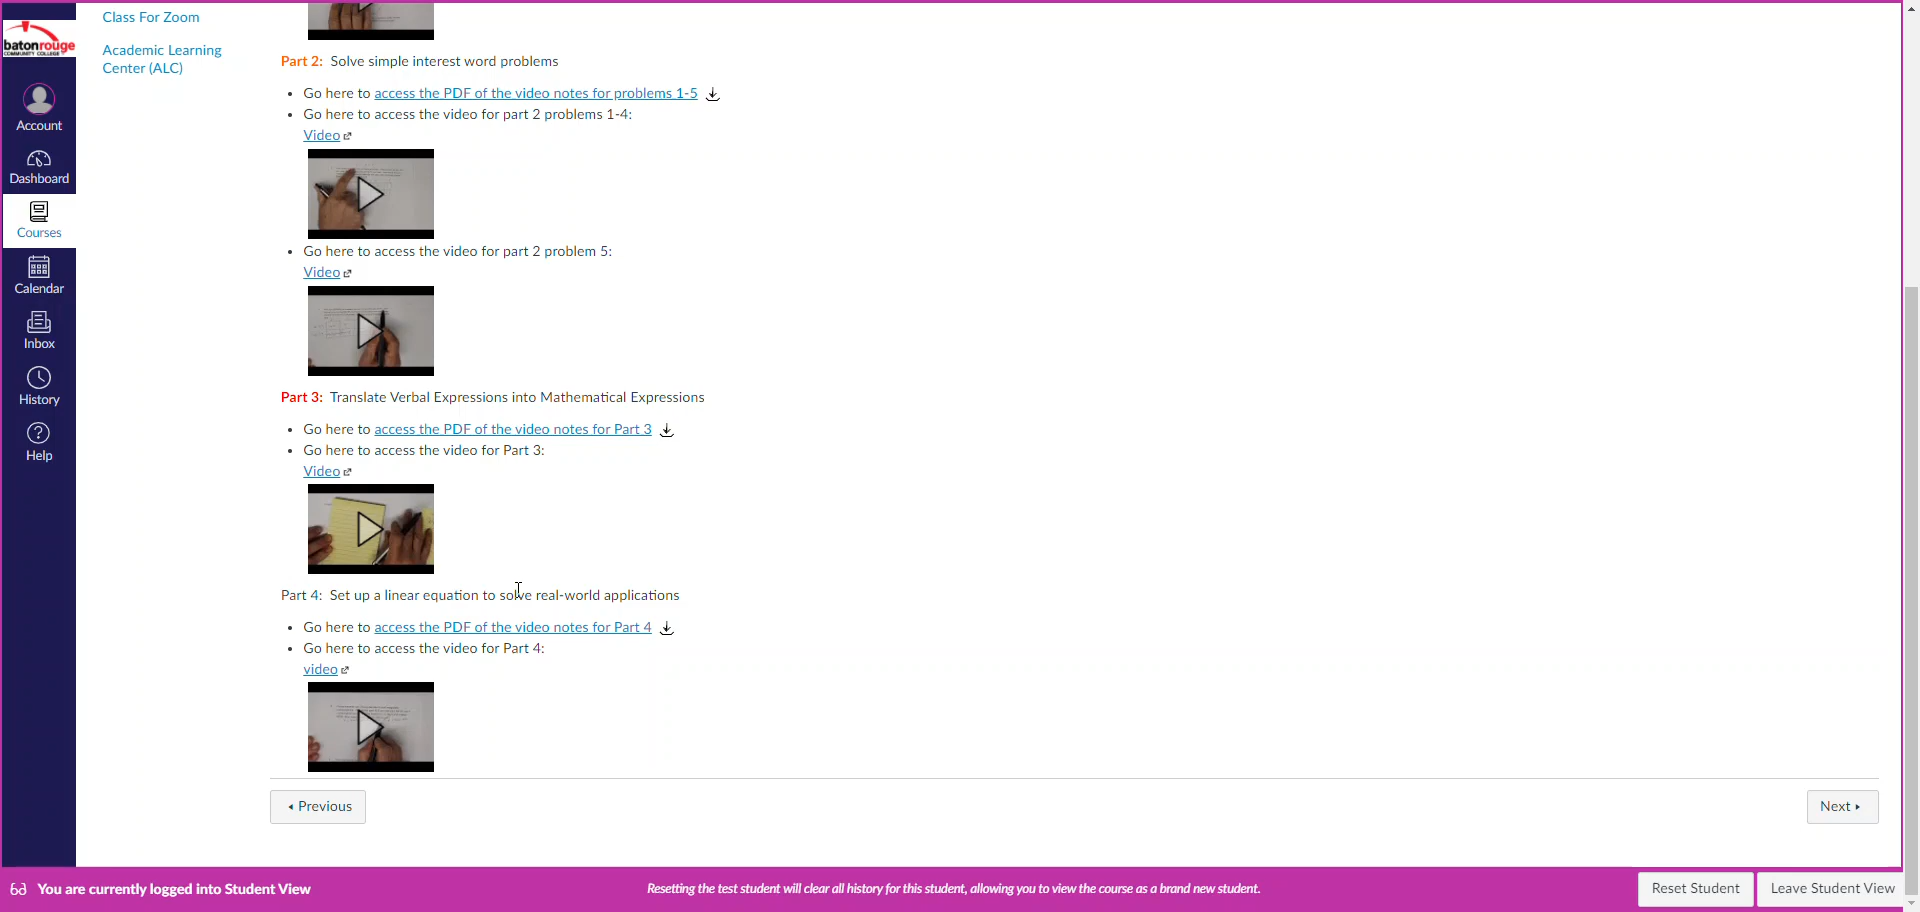 batonrouge
COMMUNITY COLLEGE
Account
Dashboard
Courses
Calendar
Inbox
History
Help
Class For Zoom
Academic Learning
Center (ALC)
Part 2: Solve simple interest word problems
Go here to access the PDF of the video notes for problems 1-5
Go here to access the video for part 2 problems 1-4:
Video
Go here to access the video for part 2 problem 5:
Video
Part 3: Translate Verbal Expressions into Mathematical Expressions
Go here to access the PDF of the video notes for Part 3
Go here to access the video for Part 3:
Video
Part 4: Set up a linear equation to solve real-world applications
Go here to access the PDF of the video notes for Part 4
Go here to access the video for Part 4:
video
Previous
Next
You are currently logged into Student View
Resetting the test student will clear all history for this student, allowing you to view the course as a brand new student.
Reset Student
Leave Student View